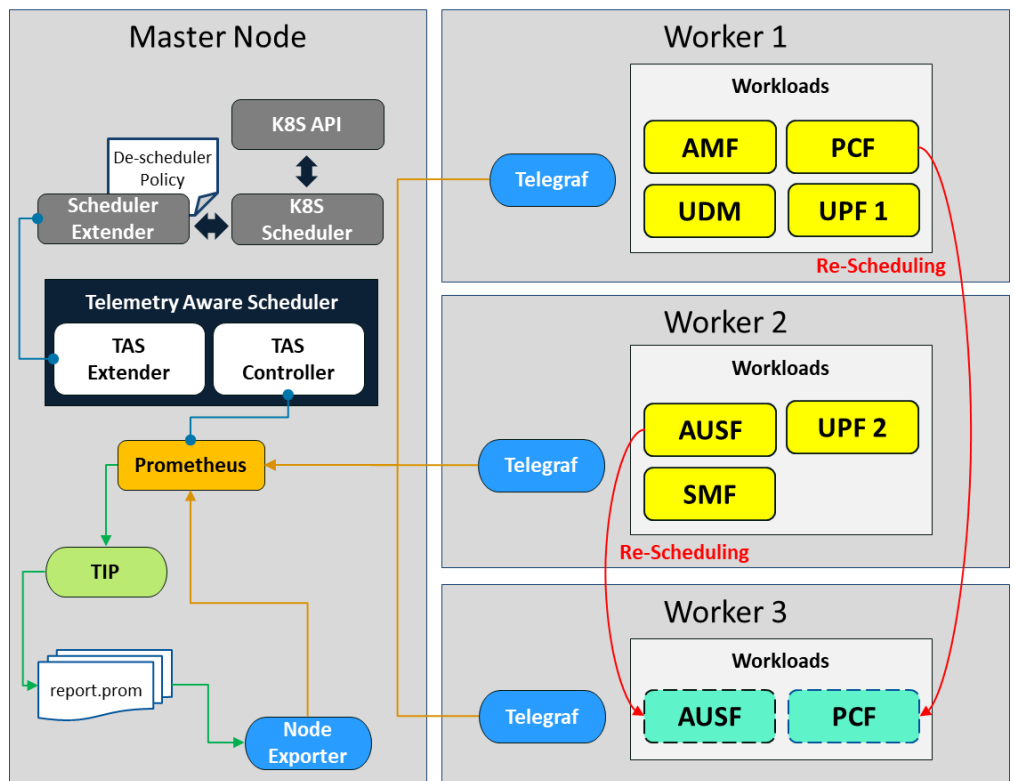 Master Node
K8S API
De-scheduler
Policy
Scheduler
Extender
K8S
Scheduler
Telemetry Aware Scheduler
TAS
Extender
TAS
Controller
Prometheus
TIP
report.prom
Node
Exporter
Worker 1
Workloads
Telegraf
AMF
PCF
UDM
UPF 1
Re-Scheduling
Worker 2
Workloads
Telegraf
AUSF
UPF 2
SMF
Re-Scheduling
Worker 3
Workloads
Telegraf
AUSF
PCF